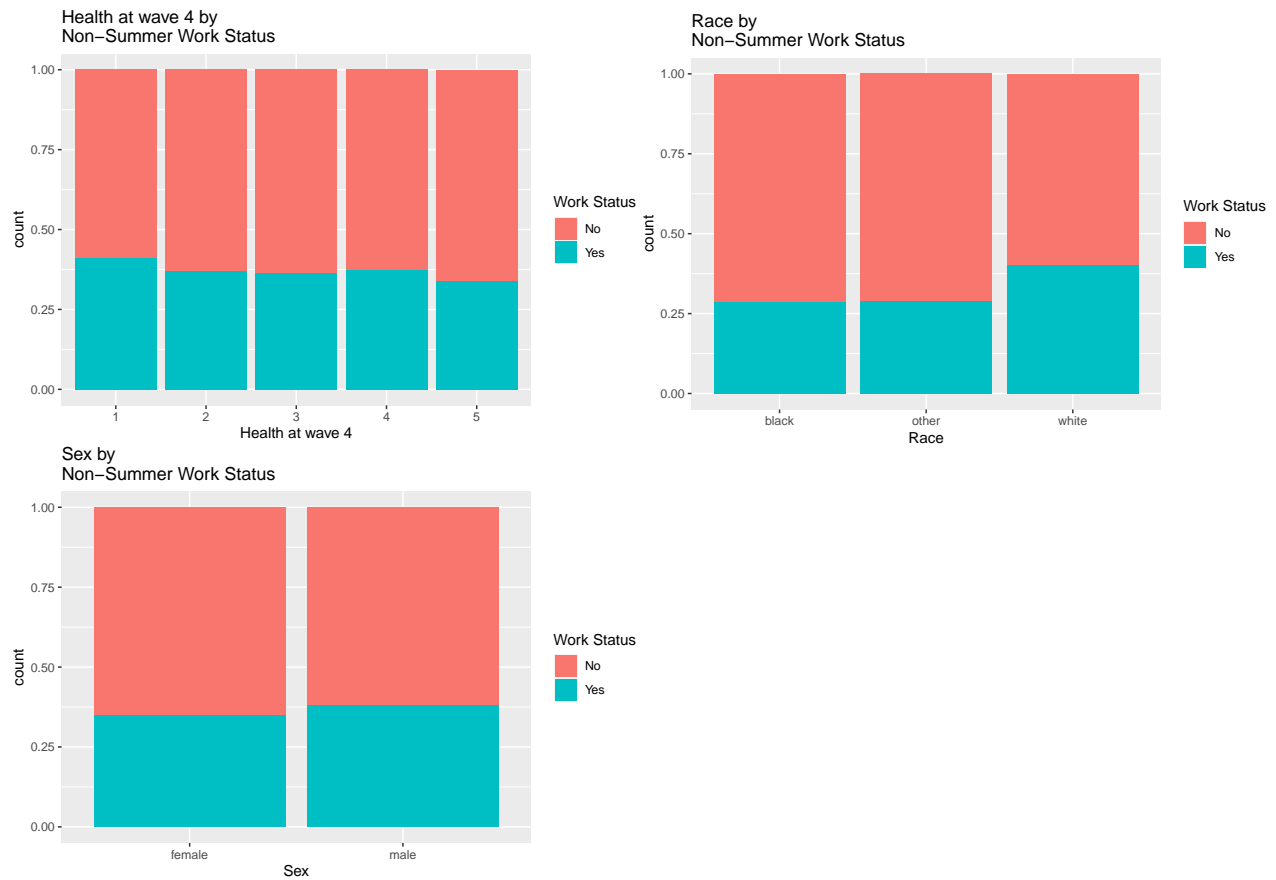 Health at wave 4 by
Non−Summer Work Status
1.00
0.75
0.50
0.25
0.00
count
1 2 3 4 5
Health at wave 4
Work Status
No
Yes
Race by
Non−Summer Work Status
1.00
0.75
0.50
0.25
0.00
count
black other white
Race
Work Status
No
Yes
Sex by
Non−Summer Work Status
1.00
0.75
0.50
0.25
0.00
count
female male
Sex
Work Status
No
Yes